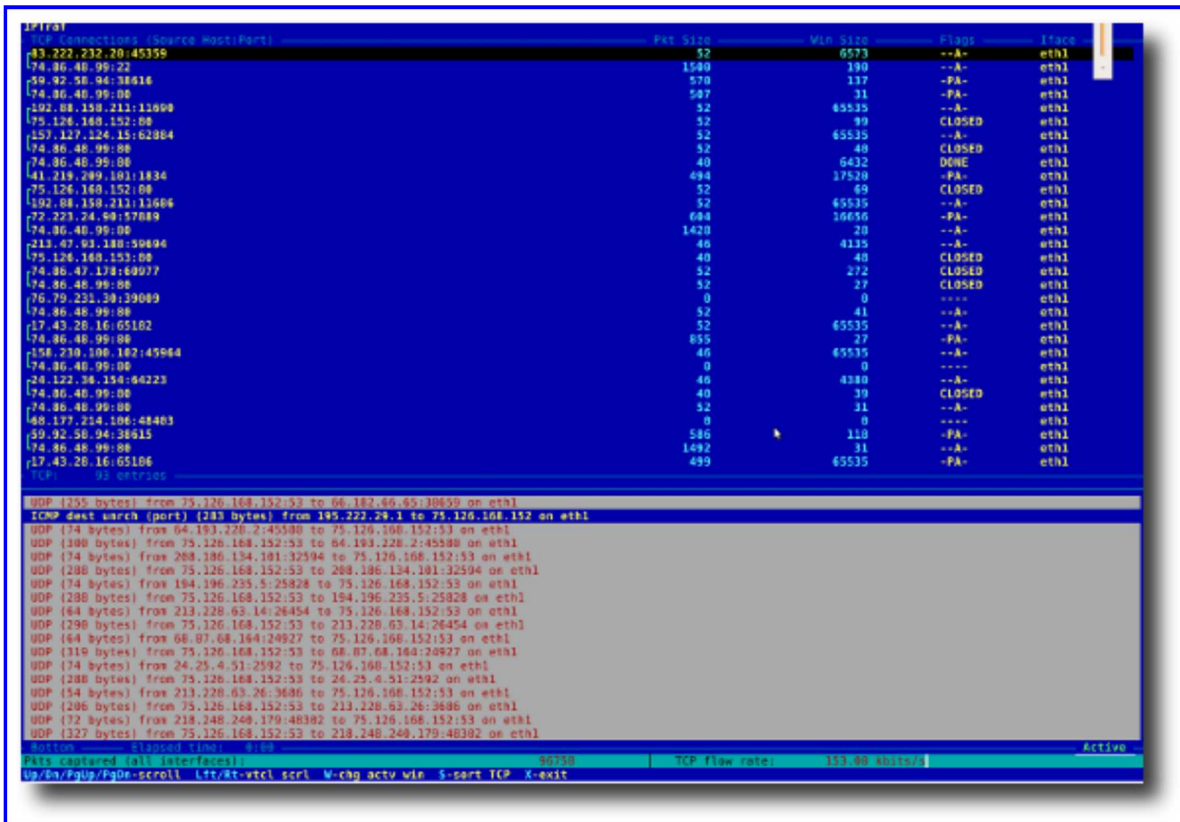 IPTraf
TCP Connections (Source Host:Port) Pkt Size Win Size Flags Iface
83.222.232.20:45359 52 6573 --A- eth1
74.86.48.99:22 1500 190 --A- eth1
59.92.58.94:38616 570 137 -PA- eth1
74.86.48.99:80 507 31 -PA- eth1
192.88.158.211:11690 52 65535 --A- eth1
75.126.168.152:80 52 99 CLOSED eth1
157.127.124.15:62884 52 65535 --A- eth1
74.86.48.99:80 52 48 CLOSED eth1
74.86.48.99:80 40 6432 DONE eth1
41.219.209.181:1834 494 17520 -PA- eth1
75.126.168.152:80 52 69 CLOSED eth1
192.88.158.211:11686 52 65535 --A- eth1
72.223.24.90:57889 604 16656 -PA- eth1
74.86.48.99:80 1420 28 --A- eth1
213.47.93.188:59694 46 4135 --A- eth1
75.126.168.153:80 40 48 CLOSED eth1
74.86.47.178:60977 52 272 CLOSED eth1
74.86.48.99:80 52 27 CLOSED eth1
76.79.231.30:39009 0 0 ---- eth1
74.86.48.99:80 52 41 --A- eth1
17.43.28.16:65182 52 65535 --A- eth1
74.86.48.99:80 855 27 -PA- eth1
158.230.100.102:45964 46 65535 --A- eth1
74.86.48.99:80 0 0 ---- eth1
24.122.36.154:64223 46 4380 --A- eth1
74.86.48.99:80 40 39 CLOSED eth1
74.86.48.99:80 52 31 --A- eth1
68.177.214.106:48403 0 0 ---- eth1
59.92.58.94:38615 586 118 -PA- eth1
74.86.48.99:80 1492 31 --A- eth1
17.43.28.16:65186 499 65535 -PA- eth1
TCP: 93 entries
UDP (255 bytes) from 75.126.168.152:53 to 66.182.66.65:38659 on eth1
ICMP dest unrch (port) (283 bytes) from 195.222.29.1 to 75.126.168.152 on eth1
UDP (74 bytes) from 64.193.228.2:45580 to 75.126.168.152:53 on eth1
UDP (300 bytes) from 75.126.168.152:53 to 64.193.228.2:45580 on eth1
UDP (74 bytes) from 208.186.134.101:32594 to 75.126.168.152:53 on eth1
UDP (288 bytes) from 75.126.168.152:53 to 208.186.134.101:32594 on eth1
UDP (74 bytes) from 194.196.235.5:25828 to 75.126.168.152:53 on eth1
UDP (288 bytes) from 75.126.168.152:53 to 194.196.235.5:25828 on eth1
UDP (64 bytes) from 213.228.63.14:26454 to 75.126.168.152:53 on eth1
UDP (290 bytes) from 75.126.168.152:53 to 213.228.63.14:26454 on eth1
UDP (64 bytes) from 68.87.68.164:24927 to 75.126.168.152:53 on eth1
UDP (319 bytes) from 75.126.168.152:53 to 68.87.68.164:24927 on eth1
UDP (74 bytes) from 24.25.4.51:2592 to 75.126.168.152:53 on eth1
UDP (288 bytes) from 75.126.168.152:53 to 24.25.4.51:2592 on eth1
UDP (54 bytes) from 213.228.63.26:3686 to 75.126.168.152:53 on eth1
UDP (206 bytes) from 75.126.168.152:53 to 213.228.63.26:3686 on eth1
UDP (72 bytes) from 218.248.240.179:48382 to 75.126.168.152:53 on eth1
UDP (327 bytes) from 75.126.168.152:53 to 218.248.240.179:48382 on eth1
Bottom Elapsed time: 0:00 Active
Pkts captured (all interfaces): 96750 TCP flow rate: 153.00 kbits/s
Up/Dn/PgUp/PgDn-scroll Lft/Rt-vtcl scrl W-chg actv win S-sort TCP X-exit